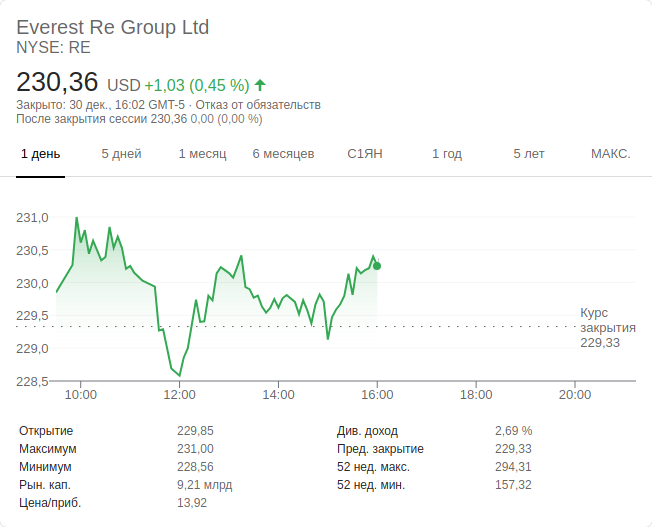 Everest Re Group Ltd
NYSE: RE
230,36 USD +1,03 (0,45 %)
Закрыто: 30 дек., 16:02 GMT-5 · Отказ от обязательств
После закрытия сессии 230,36 0,00 (0,00 %)
1 день 5 дней 1 месяц 6 месяцев С1ЯН 1 год 5 лет МАКС.
231,0
230,5
230,0
229,5
229,0
228,5
Курс
закрытия
229,33
10:00 12:00 14:00 16:00 18:00 20:00
Открытие 229,85 Див. доход 2,69 %
Максимум 231,00 Пред. закрытие 229,33
Минимум 228,56 52 нед. макс. 294,31
Рын. кап. 9,21 млрд 52 нед. мин. 157,32
Цена/приб. 13,92